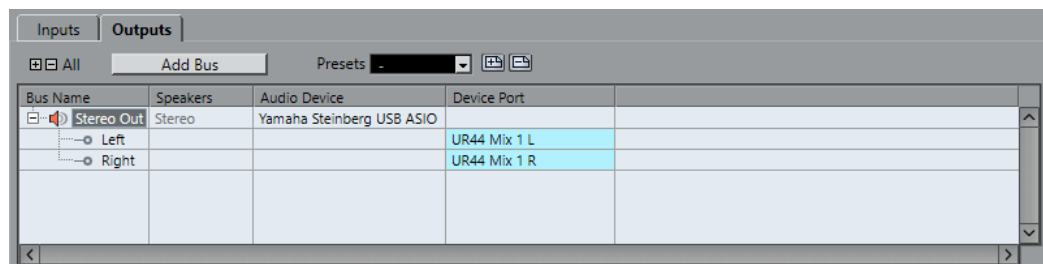 Inputs Outputs
All Add Bus Presets -
Bus Name Speakers Audio Device Device Port
Stereo Out Stereo Yamaha Steinberg USB ASIO
Left UR44 Mix 1 L
Right UR44 Mix 1 R